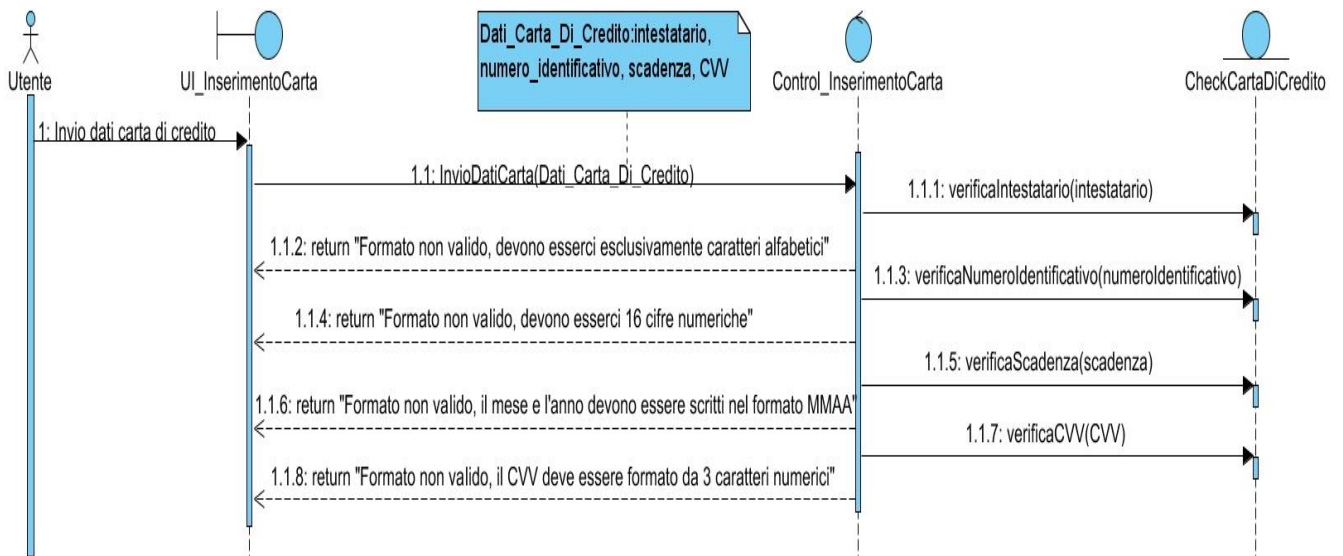 Dati_Carta_Di_Credito:intestatario,
numero_identificativo, scadenza, CVV
Utente
UI_InserimentoCarta
Control_InserimentoCarta
CheckCartaDiCredito
1: Invio dati carta di credito
1.1: InvioDatiCarta(Dati_Carta_Di_Credito)
1.1.1: verificaIntestatario(intestatario)
1.1.2: return "Formato non valido, devono esserci esclusivamente caratteri alfabetici"
1.1.3: verificaNumeroIdentificativo(numeroIdentificativo)
1.1.4: return "Formato non valido, devono esserci 16 cifre numeriche"
1.1.5: verificaScadenza(scadenza)
1.1.6: return "Formato non valido, il mese e l'anno devono essere scritti nel formato MMAA"
1.1.7: verificaCVV(CVV)
1.1.8: return "Formato non valido, il CVV deve essere formato da 3 caratteri numerici"